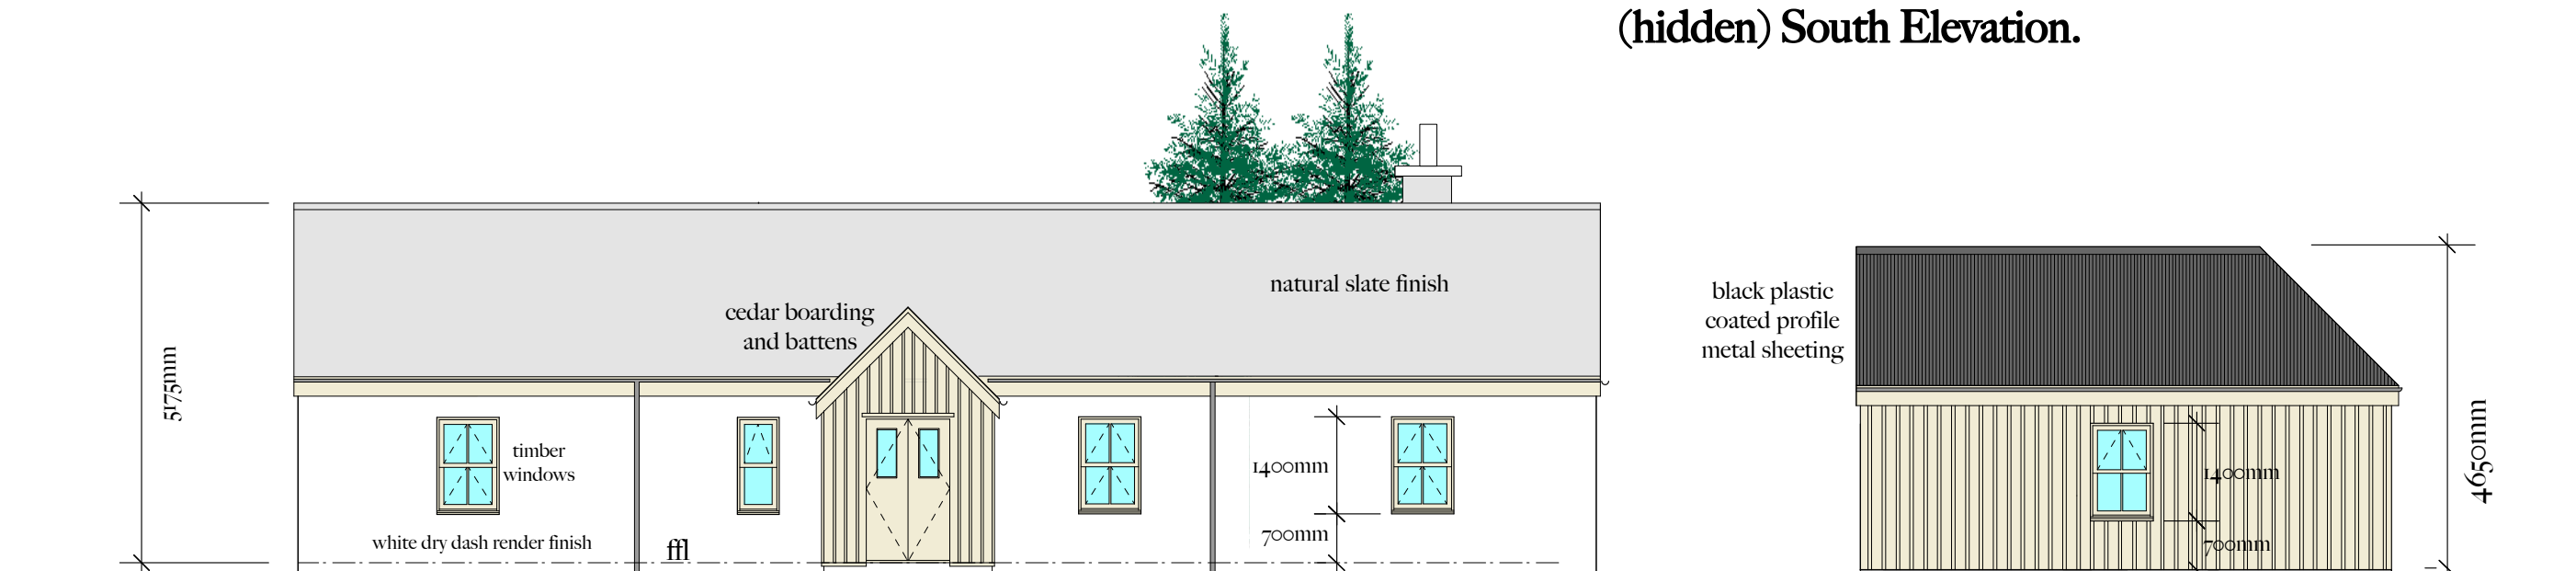 (hidden) South Elevation.
natural slate finish
cedar boarding
and battens
black plastic
coated profile
metal sheeting
5175mm
4650mm
timber
windows
1400mm
1400mm
white dry dash render finish
ffl
700mm
700mm